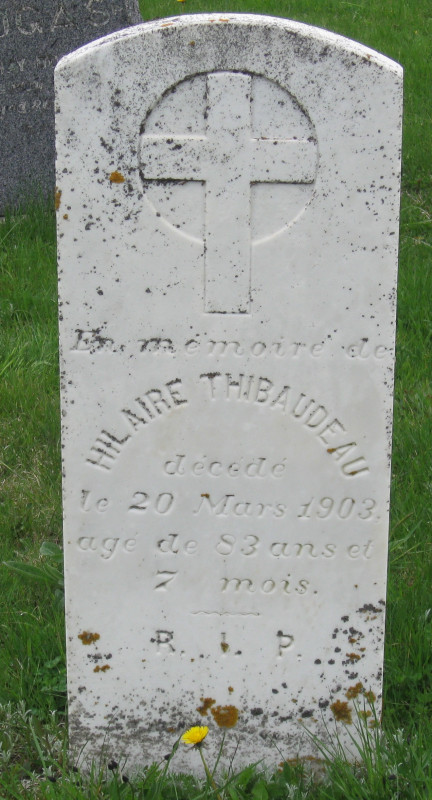 En mémoire de
HILAIRE THIBAUDEAU
décédé
le 20 Mars 1903.
agé de 83 ans et
7 mois.
R. I. P.